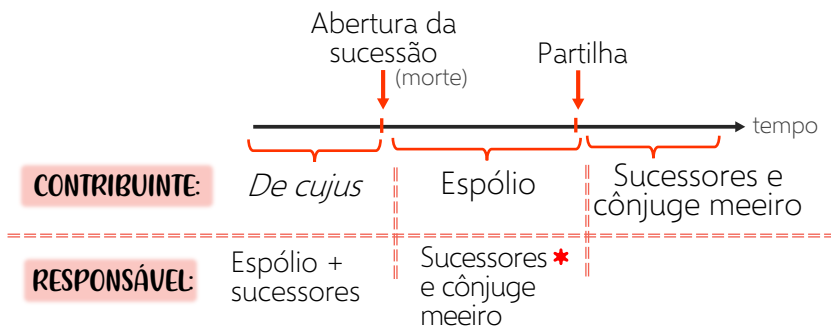 Abertura da
sucessão
(morte)
Partilha
tempo
CONTRIBUINTE:
De cujus
Espólio
Sucessores e
cônjuge meeiro
RESPONSÁVEL:
Espólio +
sucessores
Sucessores *
e cônjuge
meeiro